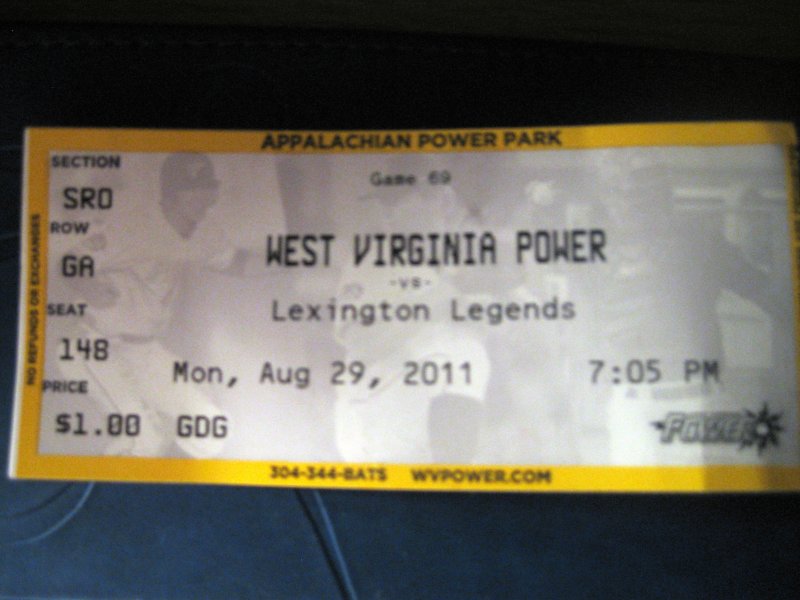 APPALACHIAN POWER PARK
SECTION
SRO
ROW
GA
SEAT
148
PRICE
$1.00 GDG
NO REFUNDS OR EXCHANGES
Game 69
WEST VIRGINIA POWER
-vs-
Lexington Legends
Mon, Aug 29, 2011 7:05 PM
POWER
304-344-BATS WVPOWER.COM